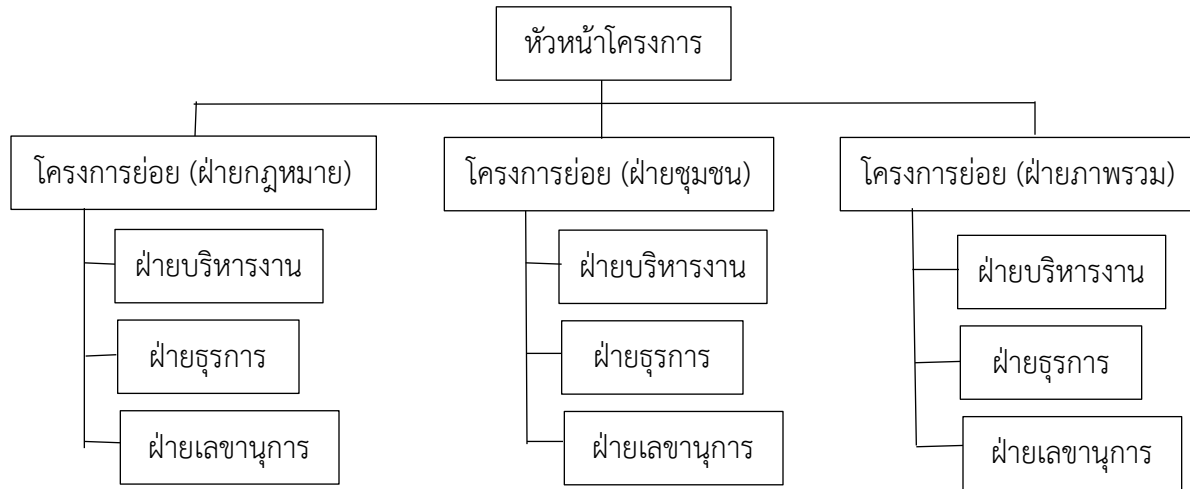 หัวหน้าโครงการ
โครงการย่อย (ฝ่ายกฎหมาย)
โครงการย่อย (ฝ่ายชุมชน)
โครงการย่อย (ฝ่ายภาพรวม)
ฝ่ายบริหารงาน
ฝ่ายบริหารงาน
ฝ่ายบริหารงาน
ฝ่ายธุรการ
ฝ่ายธุรการ
ฝ่ายธุรการ
ฝ่ายเลขานุการ
ฝ่ายเลขานุการ
ฝ่ายเลขานุการ